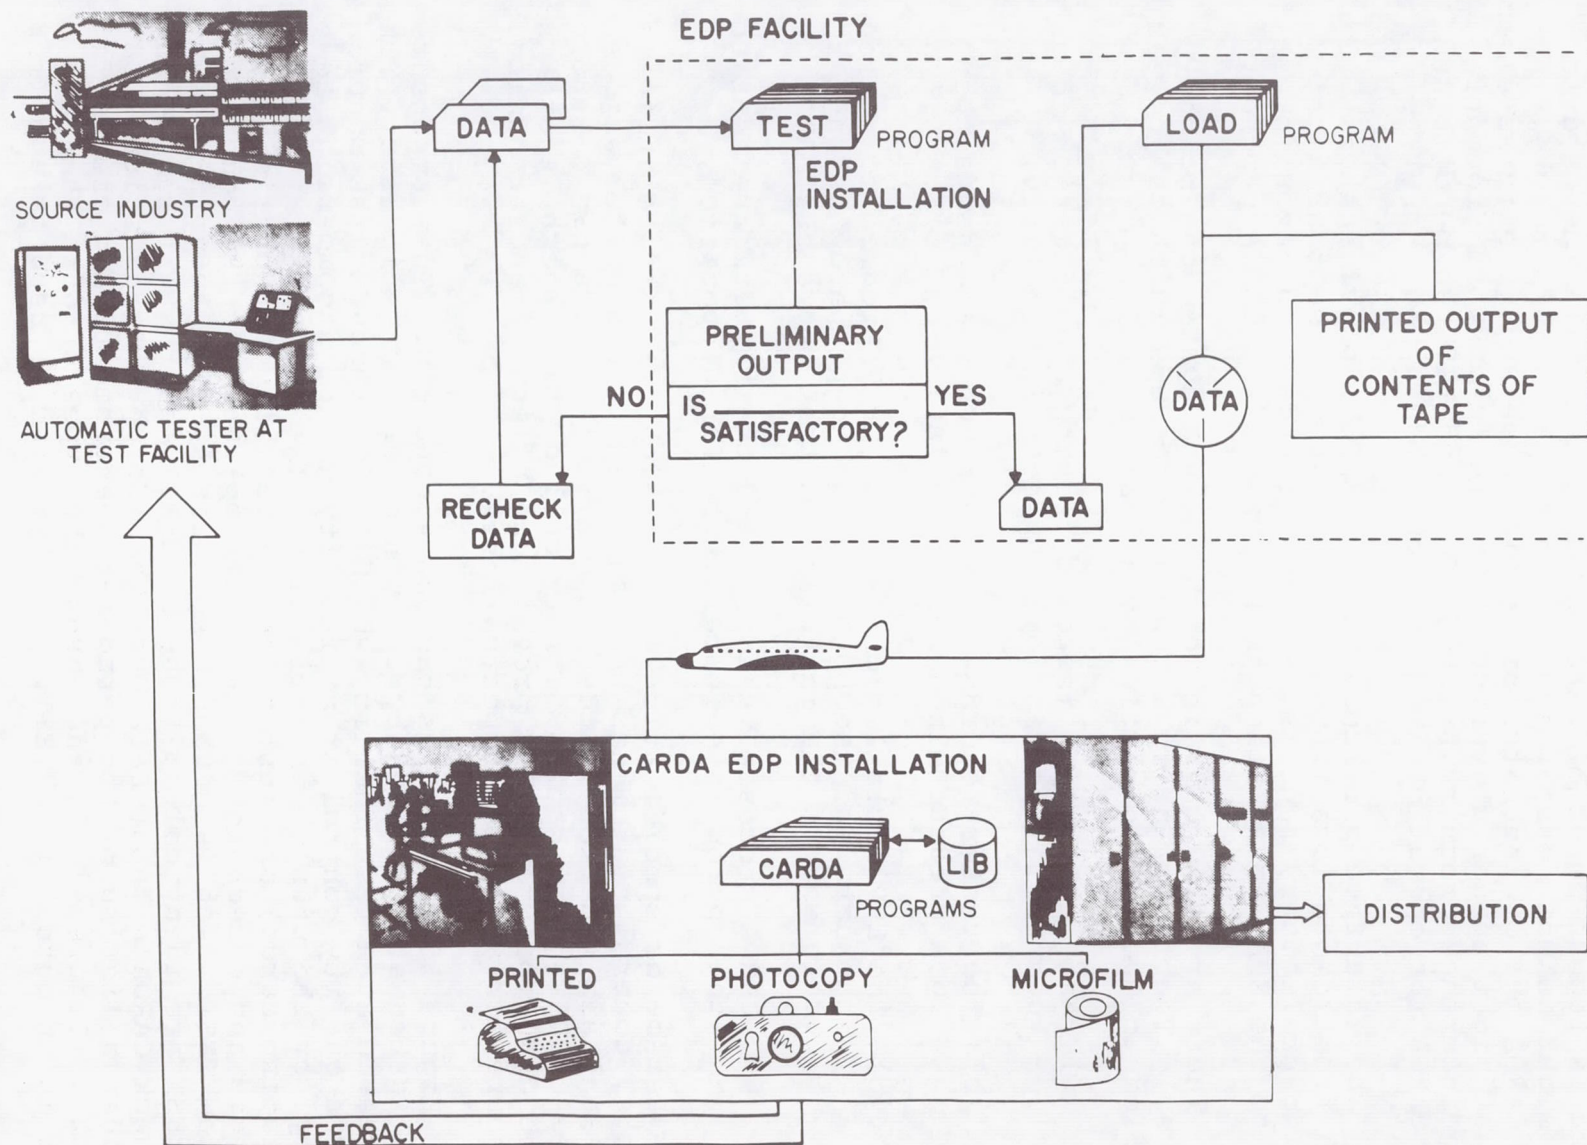 EDP FACILITY
DATA
TEST
PROGRAM
EDP
INSTALLATION
LOAD
PROGRAM
SOURCE INDUSTRY
AUTOMATIC TESTER AT
TEST FACILITY
PRELIMINARY
OUTPUT
NO
IS
SATISFACTORY?
YES
RECHECK
DATA
DATA
DATA
PRINTED OUTPUT
OF
CONTENTS OF
TAPE
CARDA EDP INSTALLATION
CARDA
LIB
PROGRAMS
DISTRIBUTION
PRINTED
PHOTOCOPY
MICROFILM
FEEDBACK